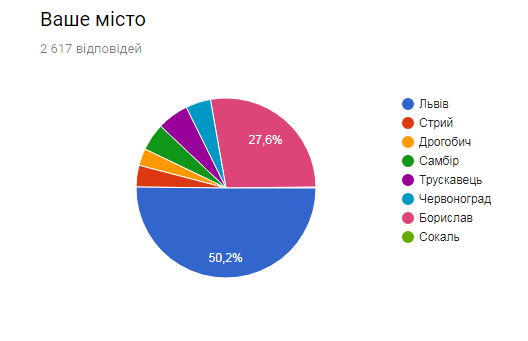 Ваше місто
2 617 відповідей
27,6%
50,2%
Львів
Стрий
Дрогобич
Самбір
Трускавець
Червоноград
Борислав
Сокаль